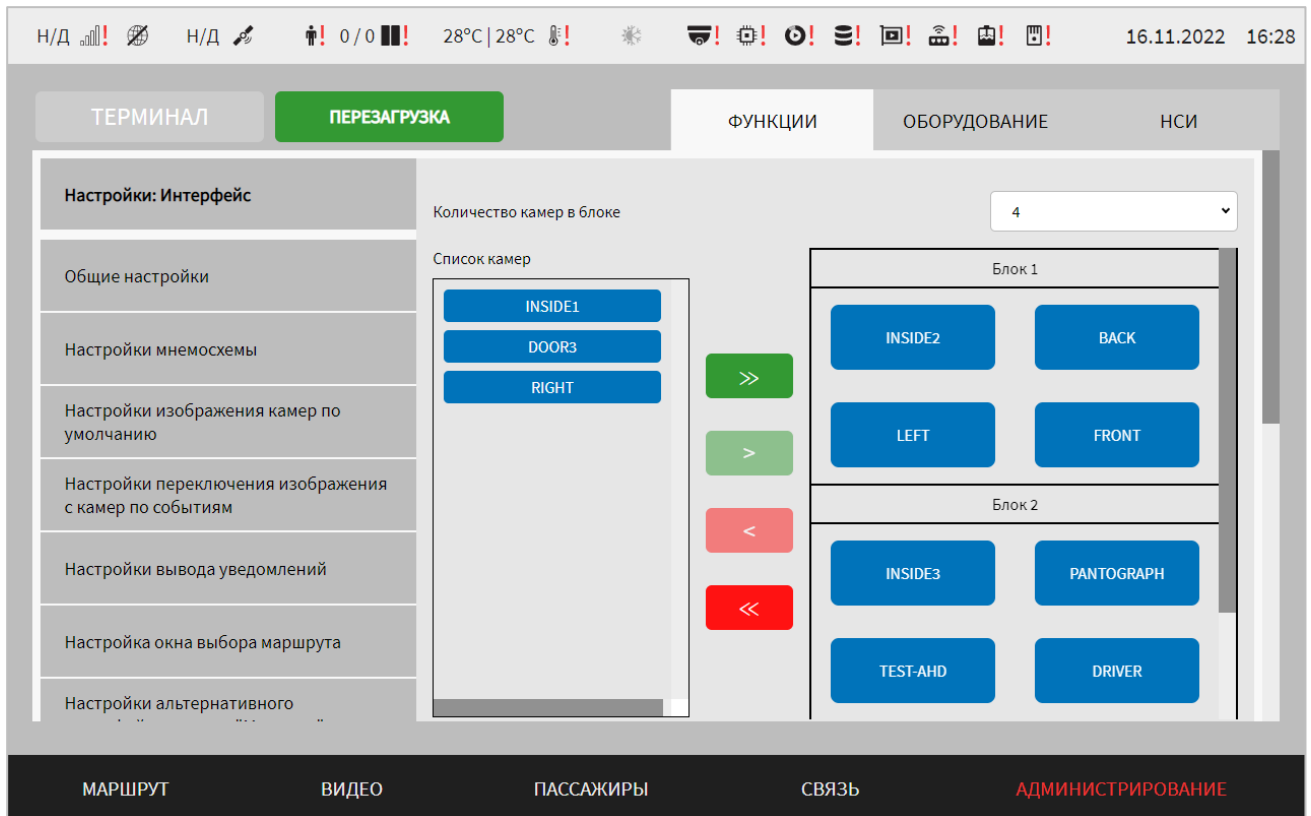 Н/Д ! Н/Д ! 0 / 0 ! 28°C | 28°C ! ! ! ! ! ! ! ! ! 16.11.2022 16:28
ТЕРМИНАЛ ПЕРЕЗАГРУЗКА ФУНКЦИИ ОБОРУДОВАНИЕ НСИ
Настройки: Интерфейс
Общие настройки
Настройки мнемосхемы
Настройки изображения камер по
умолчанию
Настройки переключения изображения
с камер по событиям
Настройки вывода уведомлений
Настройка окна выбора маршрута
Настройки альтернативного
Количество камер в блоке 4
Список камер
INSIDE1
DOOR3
RIGHT
>>
>
<
<<
Блок 1
INSIDE2 BACK
LEFT FRONT
Блок 2
INSIDE3 PANTOGRAPH
TEST-AHD DRIVER
МАРШРУТ ВИДЕО ПАССАЖИРЫ СВЯЗЬ АДМИНИСТРИРОВАНИЕ